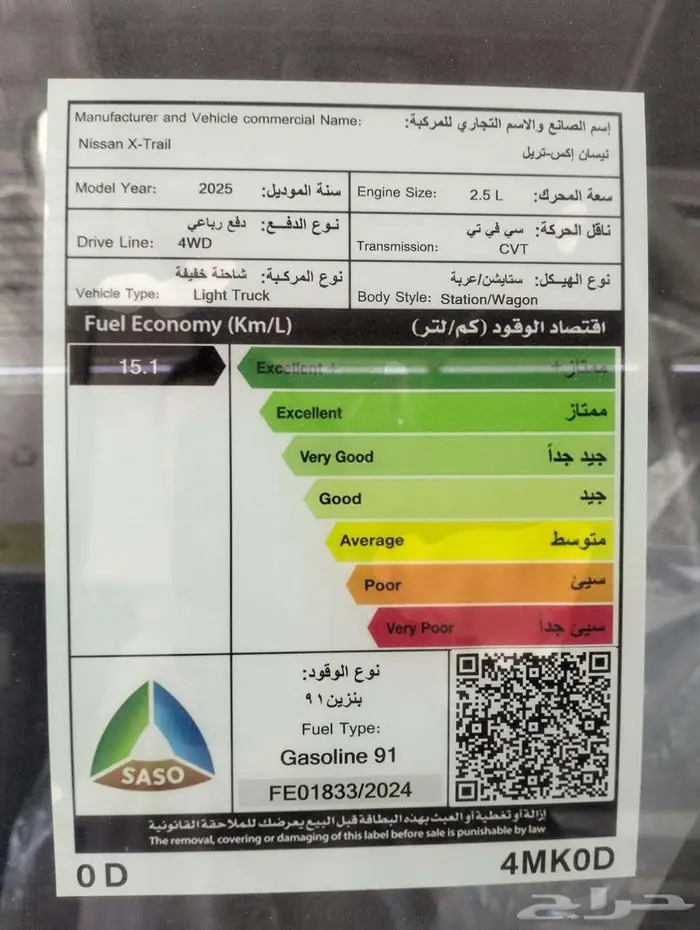 Manufacturer and Vehicle commercial Name: إسم الصانع والاسم التجاري للمركبة:
Nissan X-Trail نيسان إكس-تريل
Model Year: 2025 سنة الموديل:
Engine Size: 2.5 L سعة المحرك:
نوع الدفع: دفع رباعي
Drive Line: 4WD
ناقل الحركة: سي في تي
Transmission: CVT
نوع المركبة: شاحنة خفيفة
Vehicle Type: Light Truck
نوع الهيكل: ستايشن/عربة
Body Style: Station/Wagon
Fuel Economy (Km/L) اقتصاد الوقود (كم/لتر)
15.1
Excellent + ممتاز+
Excellent ممتاز
Very Good جيد جداً
Good جيد
Average متوسط
Poor سيئ
Very Poor سيئ جداً
SASO
نوع الوقود:
بنزين ٩١
Fuel Type:
Gasoline 91
FE01833/2024
إزالة أو تغطية أو العبث بهذه البطاقة قبل البيع يعرضك للملاحقة القانونية
The removal, covering or damaging of this label before sale is punishable by law
0 D 4MK0D
حراج